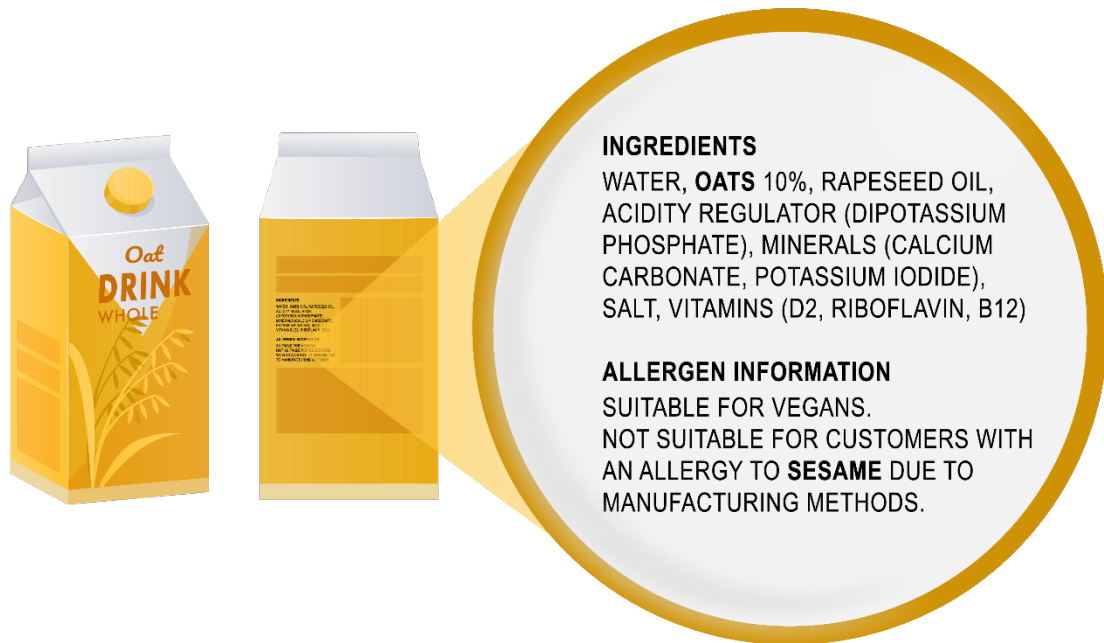 Oat
DRINK
WHOLE
INGREDIENTS
WATER, OATS 10%, RAPESEED OIL,
ACIDITY REGULATOR (DIPOTASSIUM
PHOSPHATE), MINERALS (CALCIUM
CARBONATE, POTASSIUM IODIDE),
SALT, VITAMINS (D2, RIBOFLAVIN, B12)
ALLERGEN INFORMATION
SUITABLE FOR VEGANS.
NOT SUITABLE FOR CUSTOMERS WITH
AN ALLERGY TO SESAME DUE TO
MANUFACTURING METHODS.